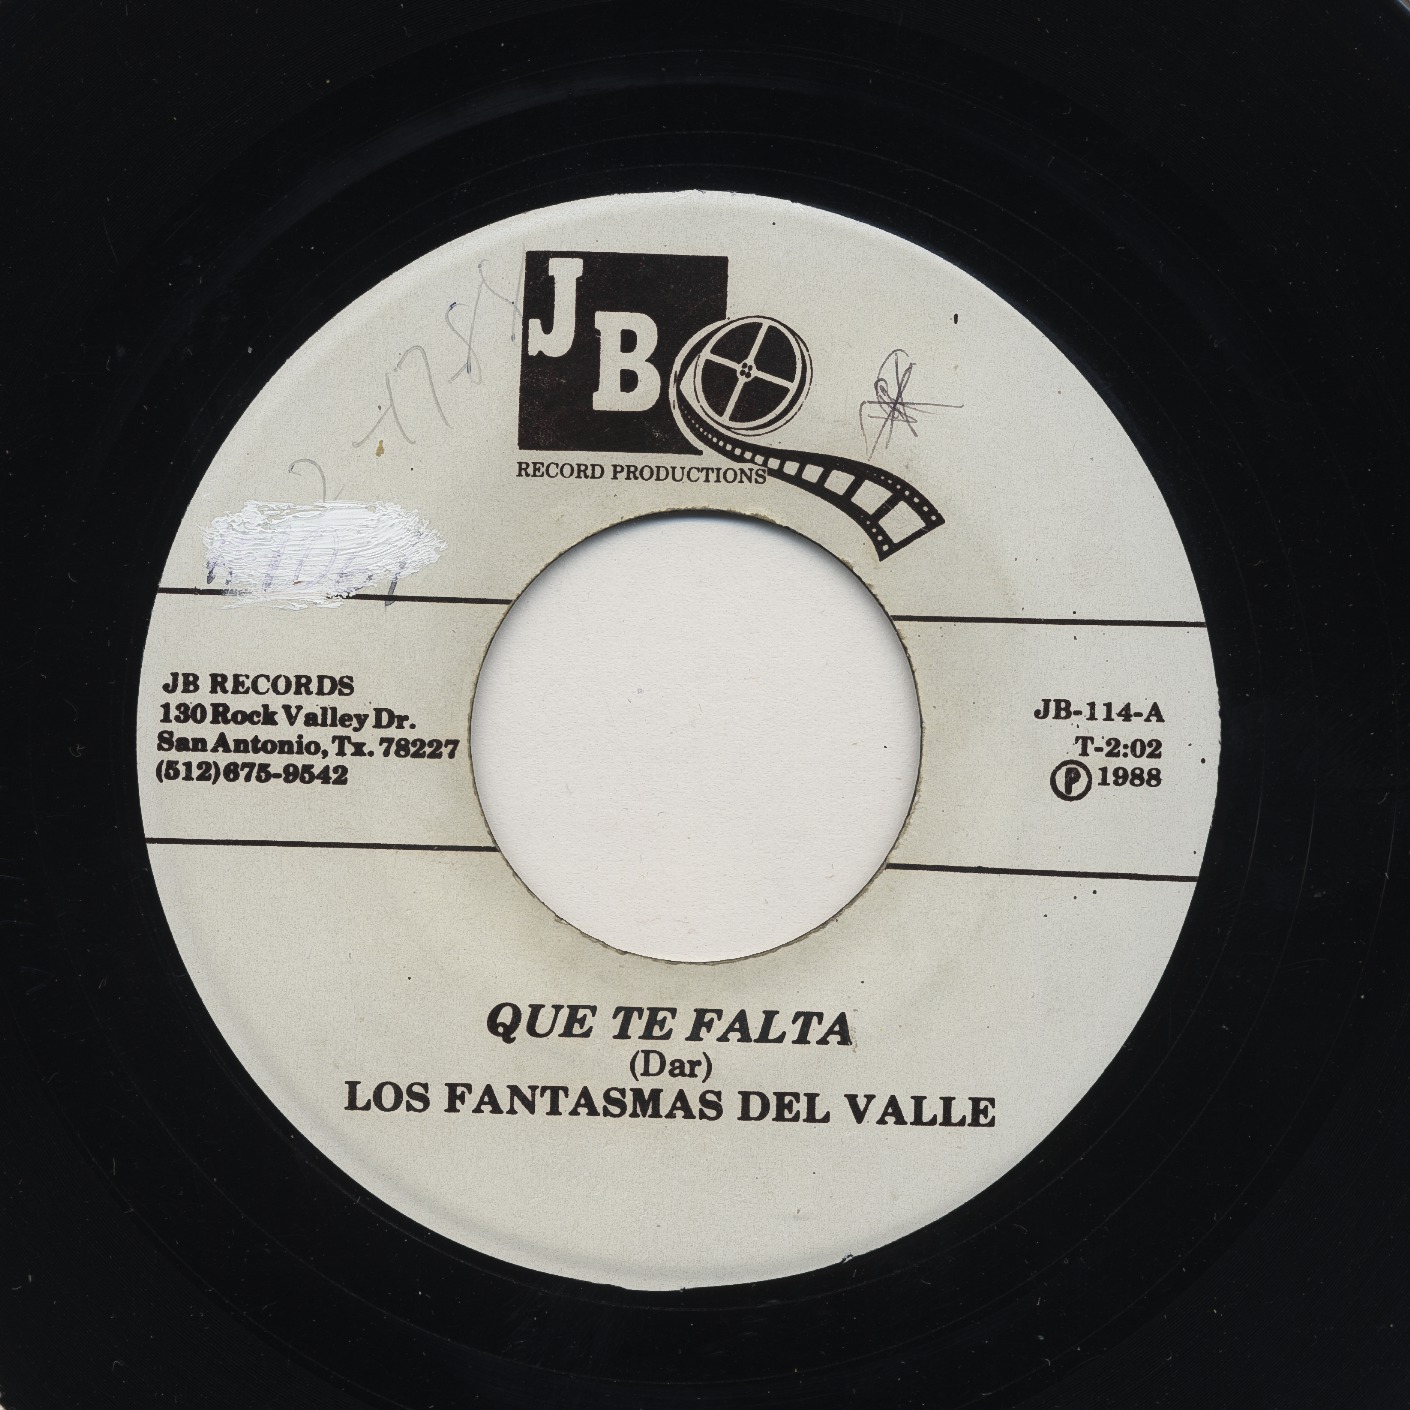 JB
RECORD PRODUCTIONS
JB RECORDS
130 Rock Valley Dr.
San Antonio, Tx. 78227
(512)675-9542
JB-114-A
T-2:02
Ⓟ 1988
QUE TE FALTA
(Dar)
LOS FANTASMAS DEL VALLE